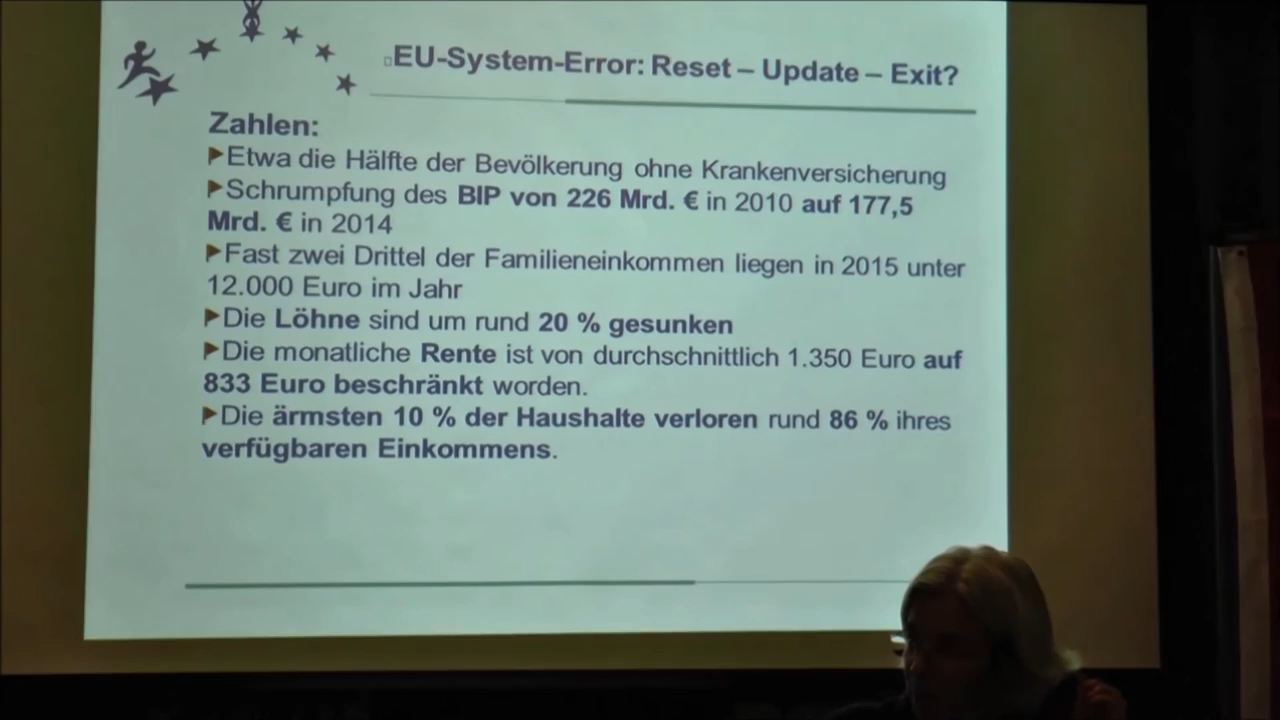 EU-System-Error: Reset – Update – Exit?
Zahlen:
Etwa die Hälfte der Bevölkerung ohne Krankenversicherung
Schrumpfung des BIP von 226 Mrd. € in 2010 auf 177,5
Mrd. € in 2014
Fast zwei Drittel der Familieneinkommen liegen in 2015 unter
12.000 Euro im Jahr
Die Löhne sind um rund 20 % gesunken
Die monatliche Rente ist von durchschnittlich 1.350 Euro auf
833 Euro beschränkt worden.
Die ärmsten 10 % der Haushalte verloren rund 86 % ihres
verfügbaren Einkommens.